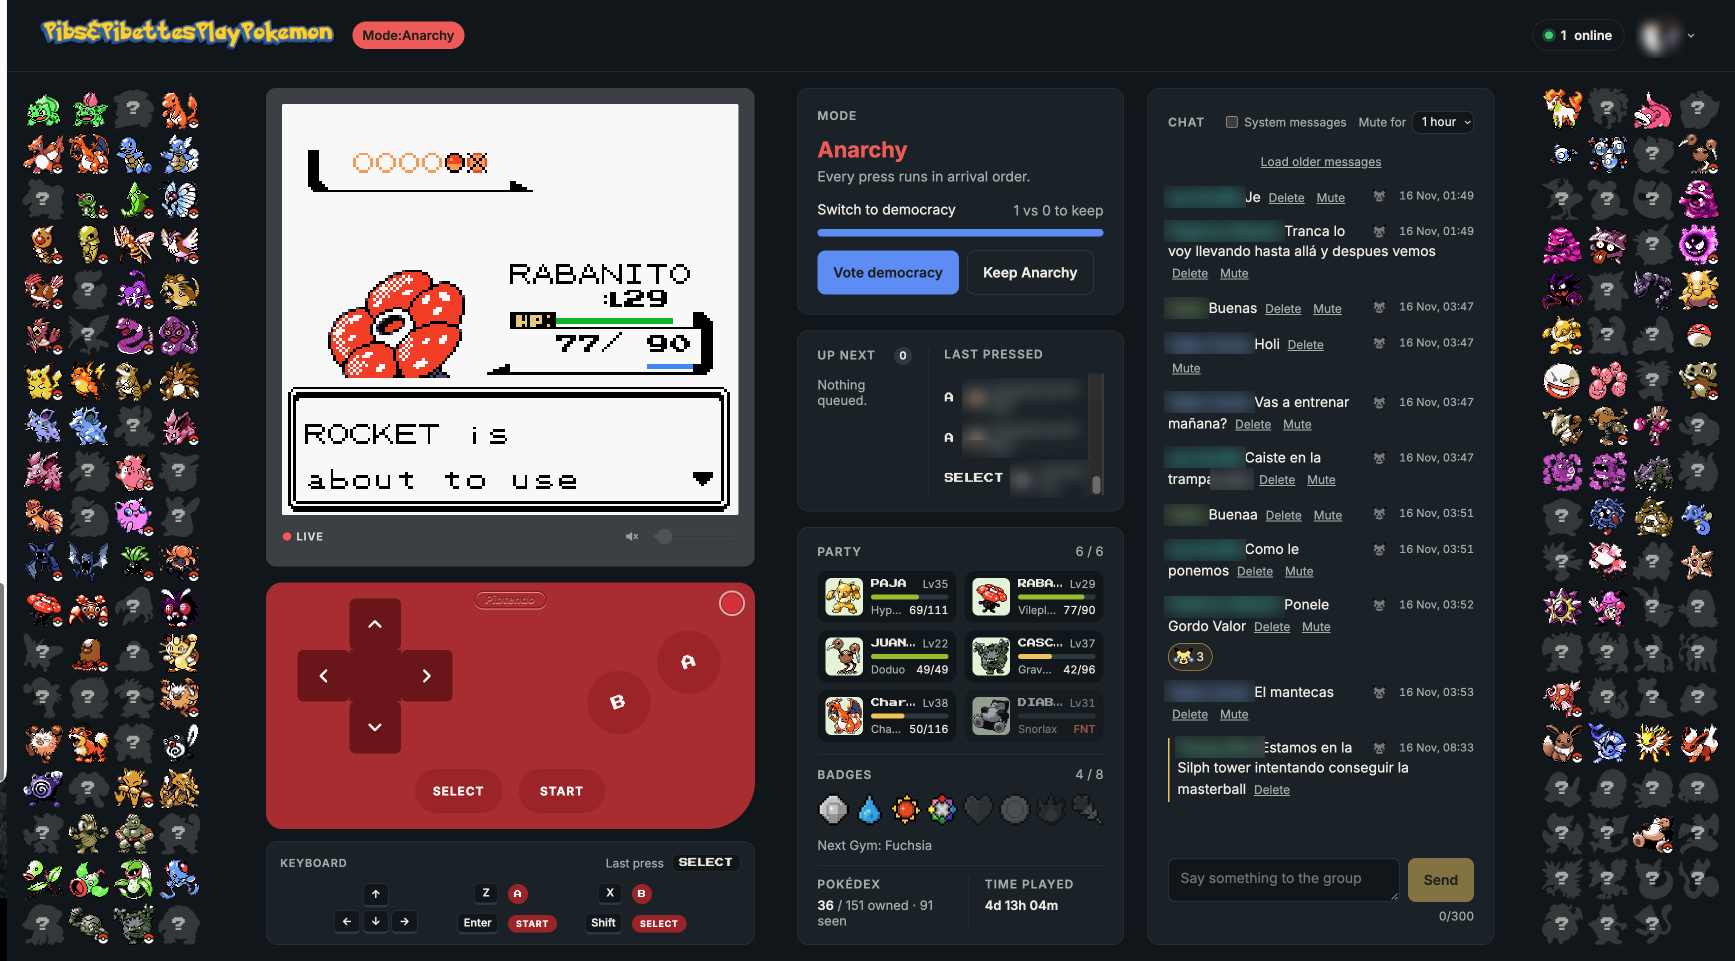 Pibs&PibettesPlayPokemon
Mode:Anarchy
1 online
RABANITO
:L29
HP:
77/ 90
ROCKET is
about to use
LIVE
Pibtendo
A
B
SELECT
START
KEYBOARD
Last press SELECT
↑
← ↓ →
Z A
X B
Enter START
Shift SELECT
MODE
Anarchy
Every press runs in arrival order.
Switch to democracy
1 vs 0 to keep
Vote democracy
Keep Anarchy
UP NEXT 0
Nothing
queued.
LAST PRESSED
A
A
SELECT
PARTY
6 / 6
PAJA Lv35
Hyp... 69/111
RABA... Lv29
Vilepl... 77/90
JUAN... Lv22
Doduo 49/49
CASC... Lv37
Grav... 42/96
Char... Lv38
Cha... 50/116
DIAB... Lv31
Snorlax FNT
BADGES
4 / 8
Next Gym: Fuchsia
POKÉDEX
36 / 151 owned · 91
seen
TIME PLAYED
4d 13h 04m
CHAT
System messages
Mute for 1 hour
Load older messages
Je Delete Mute 16 Nov, 01:49
Tranca lo 16 Nov, 01:49
voy llevando hasta allá y despues vemos
Delete Mute
Buenas Delete Mute 16 Nov, 03:47
Holi Delete 16 Nov, 03:47
Mute
Vas a entrenar 16 Nov, 03:47
mañana? Delete Mute
Caiste en la 16 Nov, 03:47
trampa Delete Mute
Buenaa Delete Mute 16 Nov, 03:51
Como le 16 Nov, 03:51
ponemos Delete Mute
Ponele 16 Nov, 03:52
Gordo Valor Delete Mute
3
El mantecas 16 Nov, 03:53
Delete Mute
Estamos en la 16 Nov, 08:33
Silph tower intentando conseguir la
masterball Delete
Say something to the group
Send
0/300